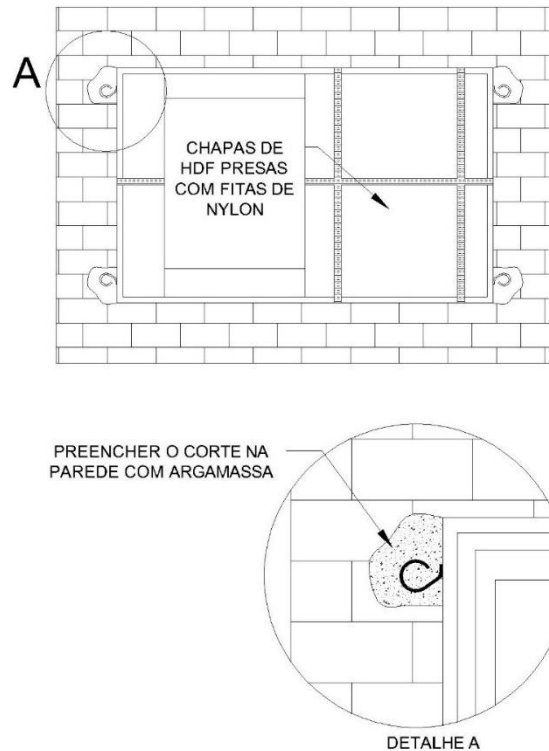 A
CHAPAS DE
HDF PRESAS
COM FITAS DE
NYLON
PREENCHER O CORTE NA
PAREDE COM ARGAMASSA
DETALHE A